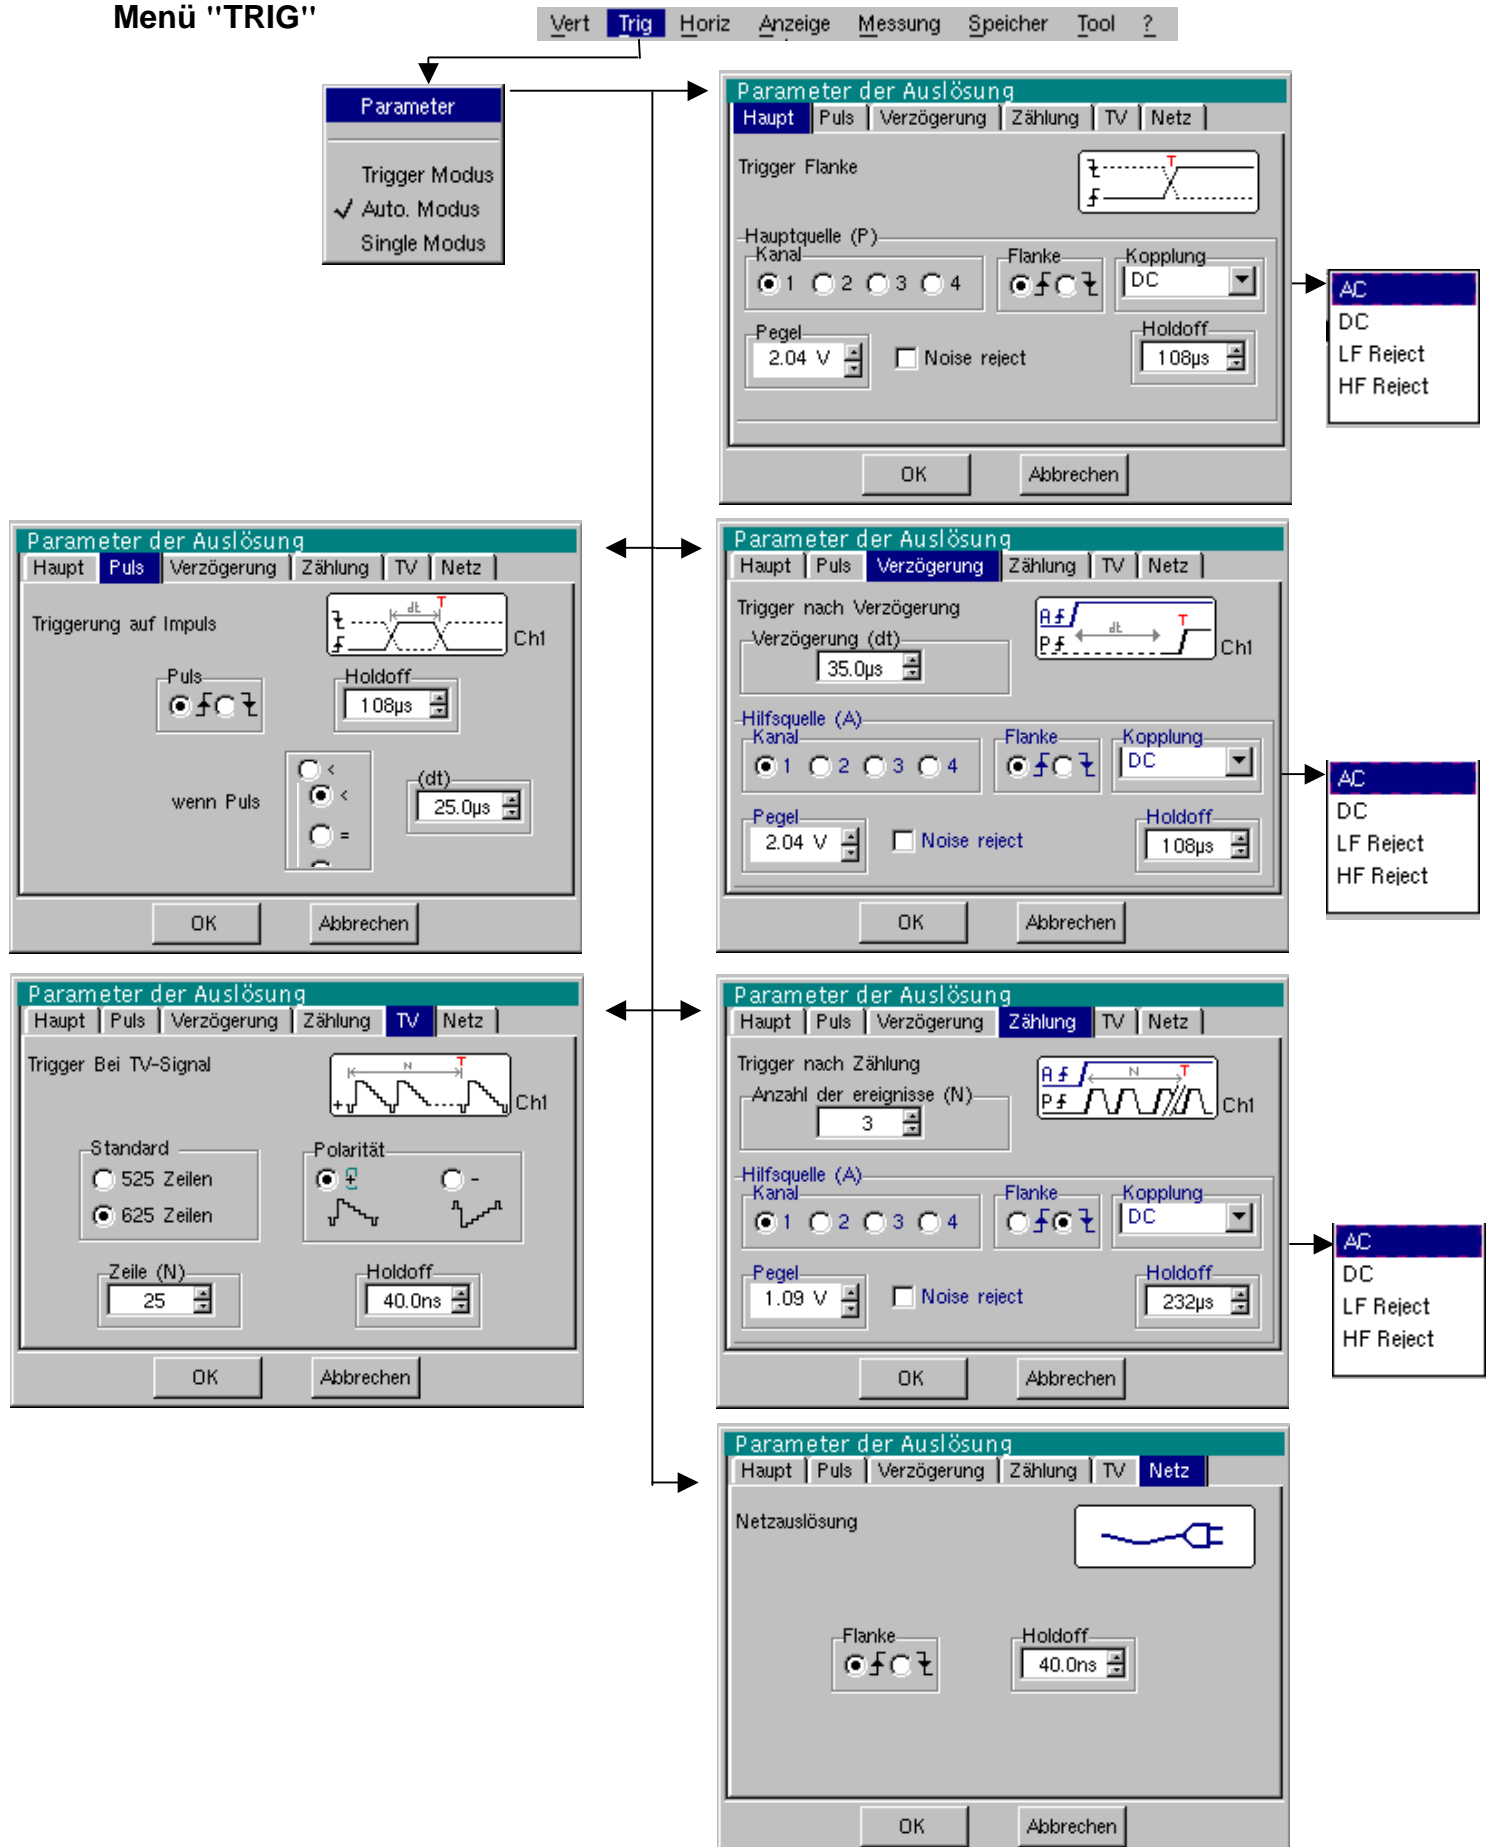 Menü "TRIG"
Vert Trig Horiz Anzeige Messung Speicher Tool ?
Parameter
Trigger Modus
Auto. Modus
Single Modus
Parameter der Auslösung
Haupt Puls Verzögerung Zählung TV Netz
Trigger Flanke
T
Hauptquelle (P)
Kanal Flanke Kopplung
1 2 3 4 DC
Pegel Holdoff
2.04 V Noise reject 108µs
OK Abbrechen
AC
DC
LF Reject
HF Reject
Parameter der Auslösung
Haupt Puls Verzögerung Zählung TV Netz
Triggerung auf Impuls
dt T
Ch1
Puls Holdoff
108µs
<
wenn Puls <
=
(dt)
25.0µs
OK Abbrechen
Parameter der Auslösung
Haupt Puls Verzögerung Zählung TV Netz
Trigger nach Verzögerung
A T
dt
P Ch1
Verzögerung (dt)
35.0µs
Hilfsquelle (A)
Kanal Flanke Kopplung
1 2 3 4 DC
Pegel Holdoff
2.04 V Noise reject 108µs
OK Abbrechen
AC
DC
LF Reject
HF Reject
Parameter der Auslösung
Haupt Puls Verzögerung Zählung TV Netz
Trigger Bei TV-Signal
N T
+ Ch1
Standard Polarität
525 Zeilen + -
625 Zeilen
Zeile (N) Holdoff
25 40.0ns
OK Abbrechen
Parameter der Auslösung
Haupt Puls Verzögerung Zählung TV Netz
Trigger nach Zählung
A N T
P Ch1
Anzahl der ereignisse (N)
3
Hilfsquelle (A)
Kanal Flanke Kopplung
1 2 3 4 DC
Pegel Holdoff
1.09 V Noise reject 232µs
OK Abbrechen
AC
DC
LF Reject
HF Reject
Parameter der Auslösung
Haupt Puls Verzögerung Zählung TV Netz
Netzauslösung
Flanke Holdoff
40.0ns
OK Abbrechen